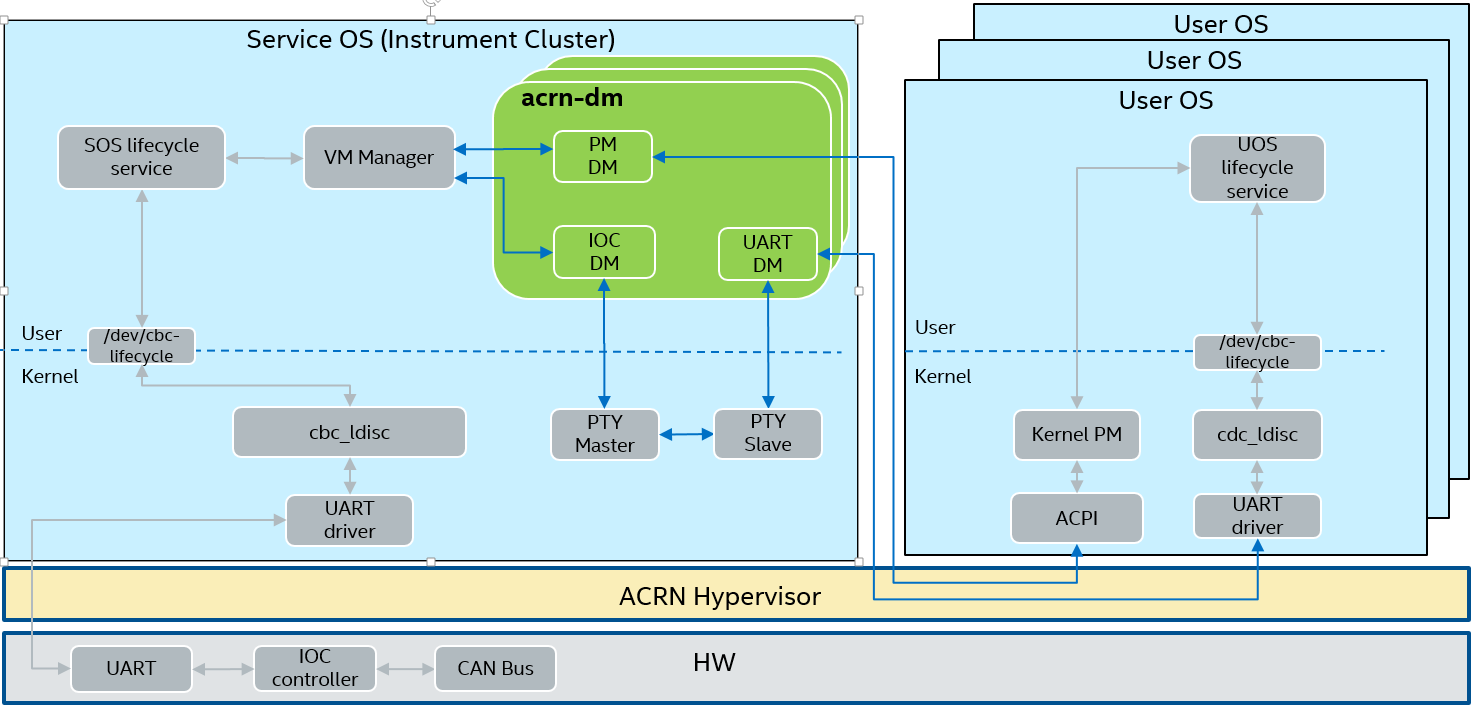 Service OS (Instrument Cluster)
acrn-dm
SOS lifecycle
service
VM Manager
PM
DM
IOC
DM
UART
DM
User
/dev/cbc-
lifecycle
Kernel
cbc_ldisc
PTY
Master
PTY
Slave
UART
driver
User OS
User OS
User OS
UOS
lifecycle
service
User
/dev/cbc-
lifecycle
Kernel
Kernel PM
cdc_ldisc
ACPI
UART
driver
ACRN Hypervisor
HW
UART
IOC
controller
CAN Bus